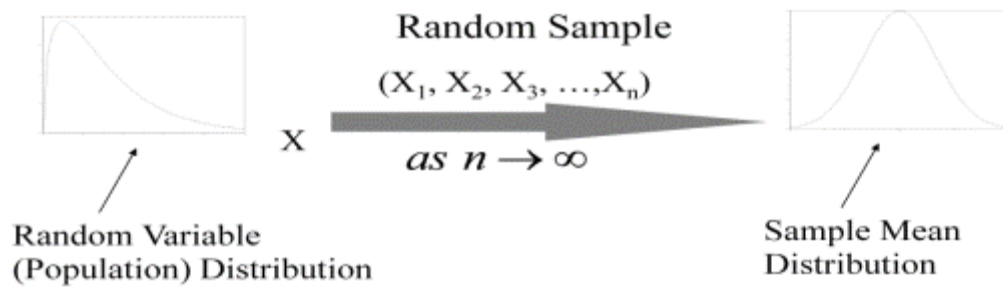 Random Sample
(X₁, X₂, X₃, …,Xₙ)
X
as n → ∞
Random Variable
(Population) Distribution
Sample Mean
Distribution